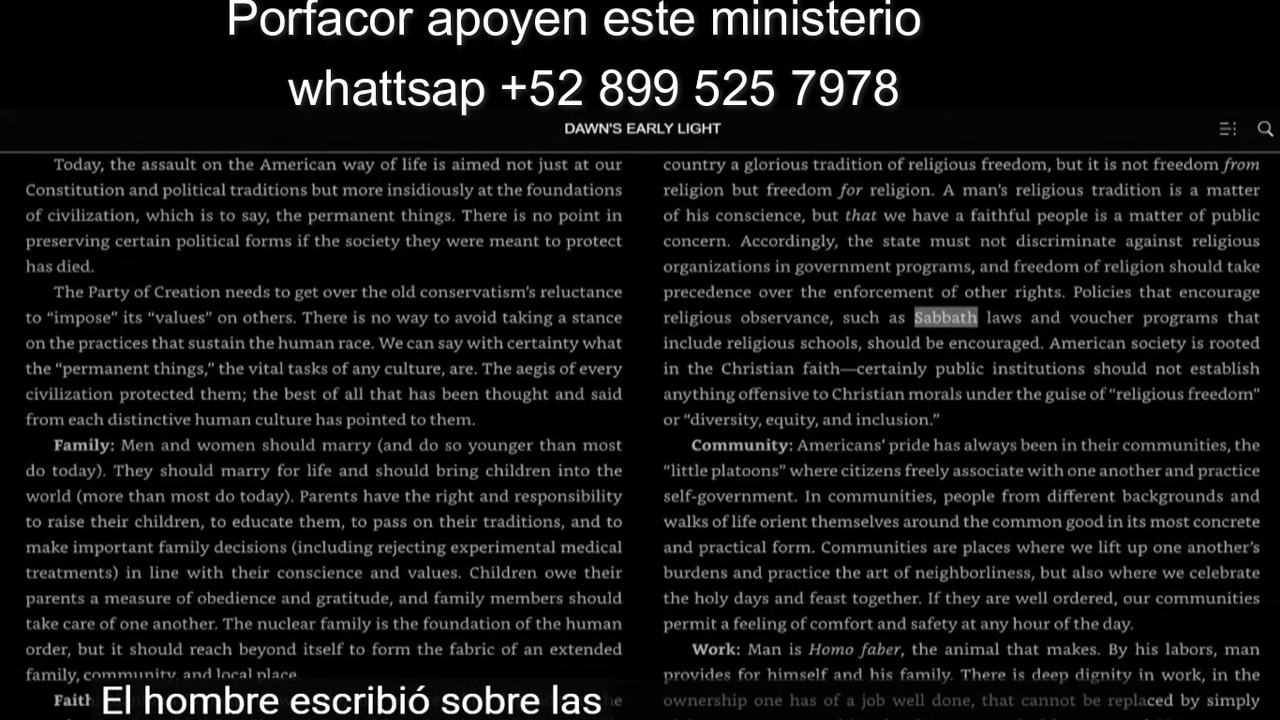 Porfacor apoyen este ministerio
whattsap +52 899 525 7978
DAWN'S EARLY LIGHT
Today, the assault on the American way of life is aimed not just at our
Constitution and political traditions but more insidiously at the foundations
of civilization, which is to say, the permanent things. There is no point in
preserving certain political forms if the society they were meant to protect
has died.
The Party of Creation needs to get over the old conservatism's reluctance
to “impose” its “values” on others. There is no way to avoid taking a stance
on the practices that sustain the human race. We can say with certainty what
the “permanent things,” the vital tasks of any culture, are. The aegis of every
civilization protected them; the best of all that has been thought and said
from each distinctive human culture has pointed to them.
Family: Men and women should marry (and do so younger than most
do today). They should marry for life and should bring children into the
world (more than most do today). Parents have the right and responsibility
to raise their children, to educate them, to pass on their traditions, and to
make important family decisions (including rejecting experimental medical
treatments) in line with their conscience and values. Children owe their
parents a measure of obedience and gratitude, and family members should
take care of one another. The nuclear family is the foundation of the human
order, but it should reach beyond itself to form the fabric of an extended
family, community, and local place.
Faith
country a glorious tradition of religious freedom, but it is not freedom from
religion but freedom for religion. A man's religious tradition is a matter
of his conscience, but that we have a faithful people is a matter of public
concern. Accordingly, the state must not discriminate against religious
organizations in government programs, and freedom of religion should take
precedence over the enforcement of other rights. Policies that encourage
religious observance, such as Sabbath laws and voucher programs that
include religious schools, should be encouraged. American society is rooted
in the Christian faith—certainly public institutions should not establish
anything offensive to Christian morals under the guise of “religious freedom”
or “diversity, equity, and inclusion.”
Community: Americans' pride has always been in their communities, the
“little platoons” where citizens freely associate with one another and practice
self-government. In communities, people from different backgrounds and
walks of life orient themselves around the common good in its most concrete
and practical form. Communities are places where we lift up one another's
burdens and practice the art of neighborliness, but also where we celebrate
the holy days and feast together. If they are well ordered, our communities
permit a feeling of comfort and safety at any hour of the day.
Work: Man is Homo faber, the animal that makes. By his labors, man
provides for himself and his family. There is deep dignity in work, in the
ownership one has of a job well done, that cannot be replaced by simply
El hombre escribió sobre las